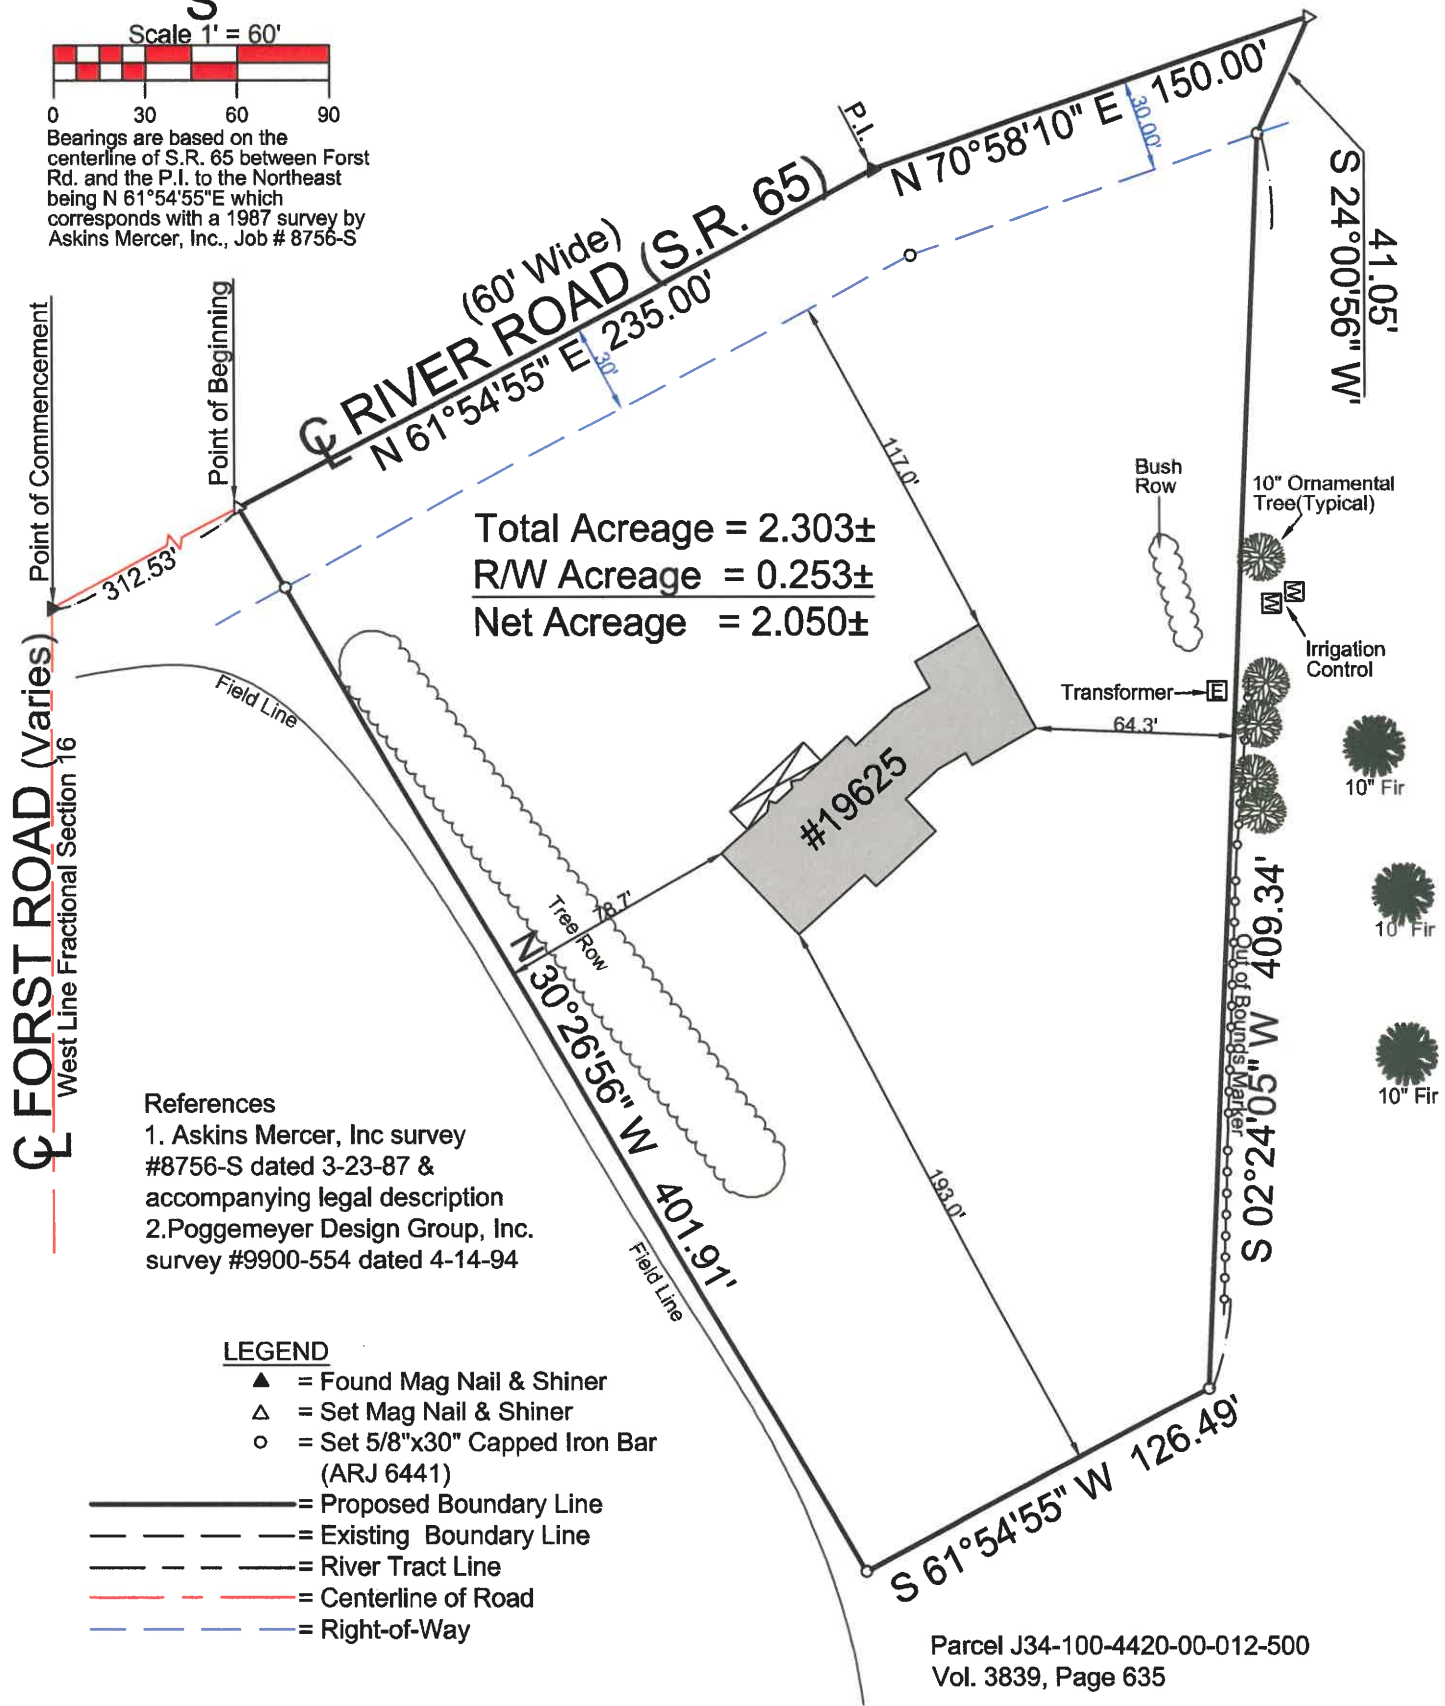 S
Scale 1' = 60'
0 30 60 90
Bearings are based on the
centerline of S.R. 65 between Forst
Rd. and the P.I. to the Northeast
being N 61°54'55"E which
corresponds with a 1987 survey by
Askins Mercer, Inc., Job # 8756-S
Point of Commencement
Point of Beginning
312.53'
(60' Wide)
℄ RIVER ROAD (S.R. 65)
N 61°54'55" E 235.00'
30'
P.I.
N 70°58'10" E 150.00'
30.00'
S 24°00'56" W'
41.05'
Total Acreage = 2.303±
R/W Acreage = 0.253±
Net Acreage = 2.050±
117.0'
Bush
Row
10" Ornamental
Tree(Typical)
W
W
Irrigation
Control
Transformer
E
64.3'
10" Fir
10" Fir
10" Fir
Field Line
℄ FORST ROAD (Varies)
West Line Fractional Section 16
#19625
78.7'
Tree Row
N 30°26'56" W 401.91'
Out of Bounds Marker
S 02°24'05" W 409.34'
193.0'
Field Line
References
1. Askins Mercer, Inc survey
#8756-S dated 3-23-87 &
accompanying legal description
2.Poggemeyer Design Group, Inc.
survey #9900-554 dated 4-14-94
LEGEND
▲ = Found Mag Nail & Shiner
△ = Set Mag Nail & Shiner
○ = Set 5/8"x30" Capped Iron Bar
(ARJ 6441)
= Proposed Boundary Line
= Existing Boundary Line
= River Tract Line
= Centerline of Road
= Right-of-Way
S 61°54'55" W 126.49'
Parcel J34-100-4420-00-012-500
Vol. 3839, Page 635